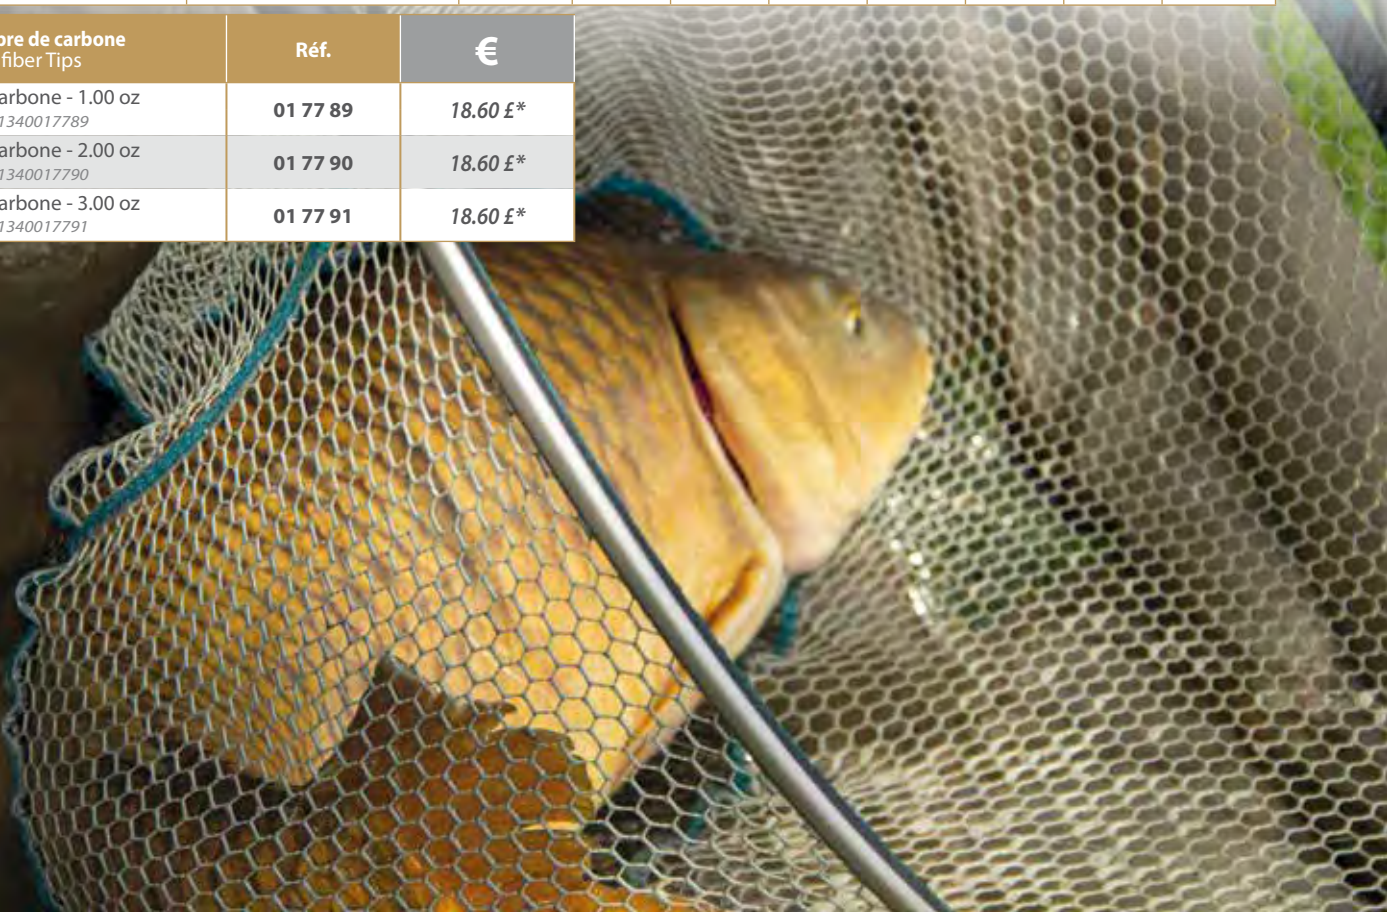 bre de carbone
fiber Tips
Réf.
€
arbone - 1.00 oz
1340017789
01 77 89
18.60 £*
arbone - 2.00 oz
1340017790
01 77 90
18.60 £*
arbone - 3.00 oz
1340017791
01 77 91
18.60 £*